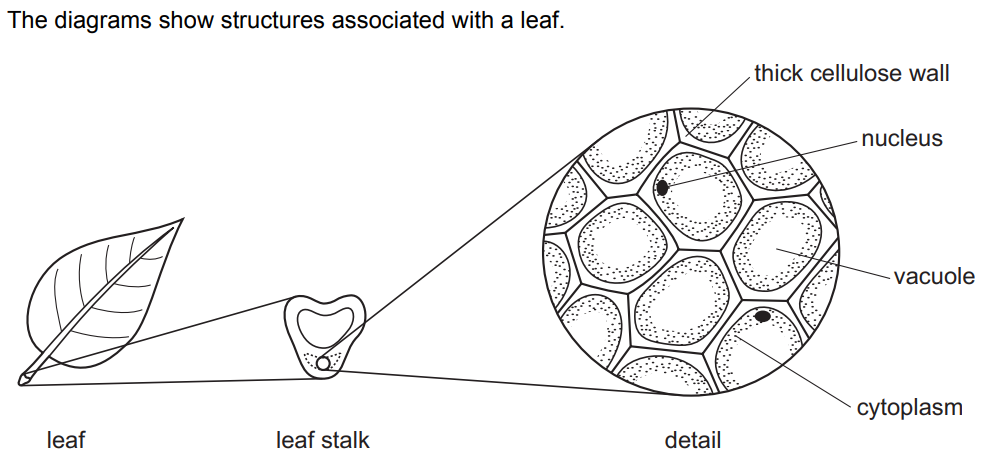 The diagrams show structures associated with a leaf.
thick cellulose wall
nucleus
vacuole
cytoplasm
leaf
leaf stalk
detail